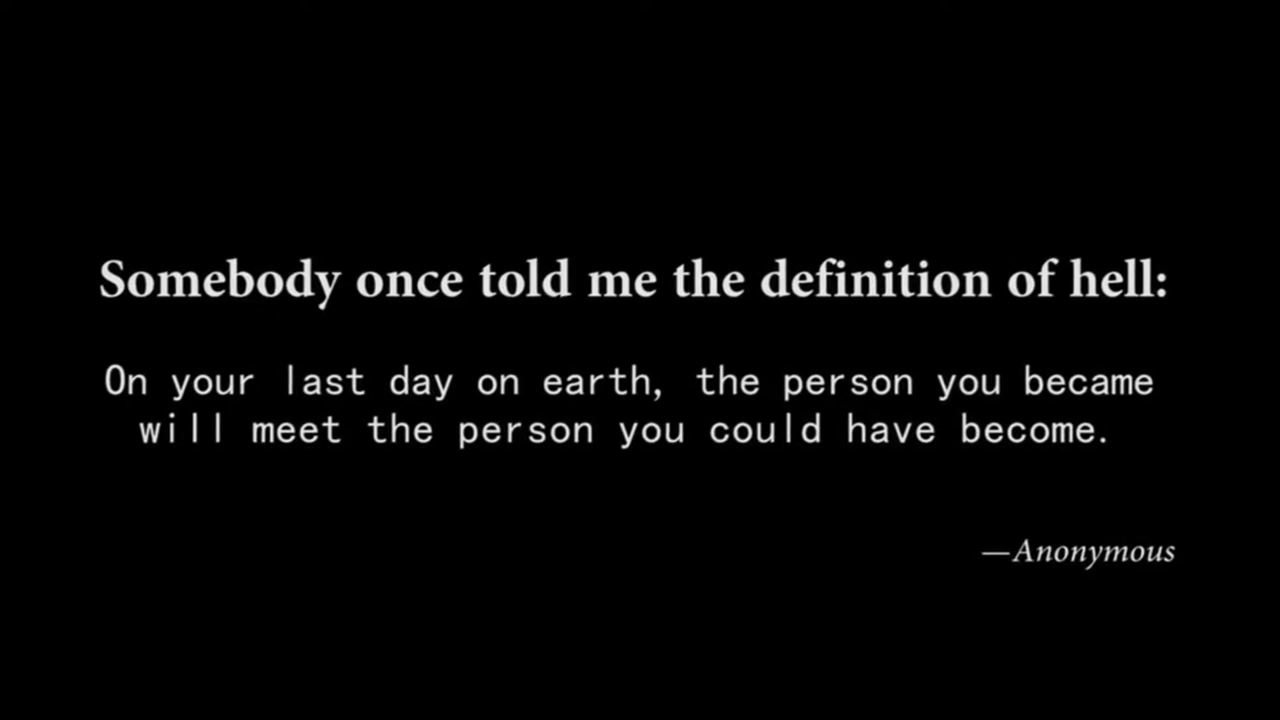 Somebody once told me the definition of hell:
On your last day on earth, the person you became
will meet the person you could have become.
—Anonymous